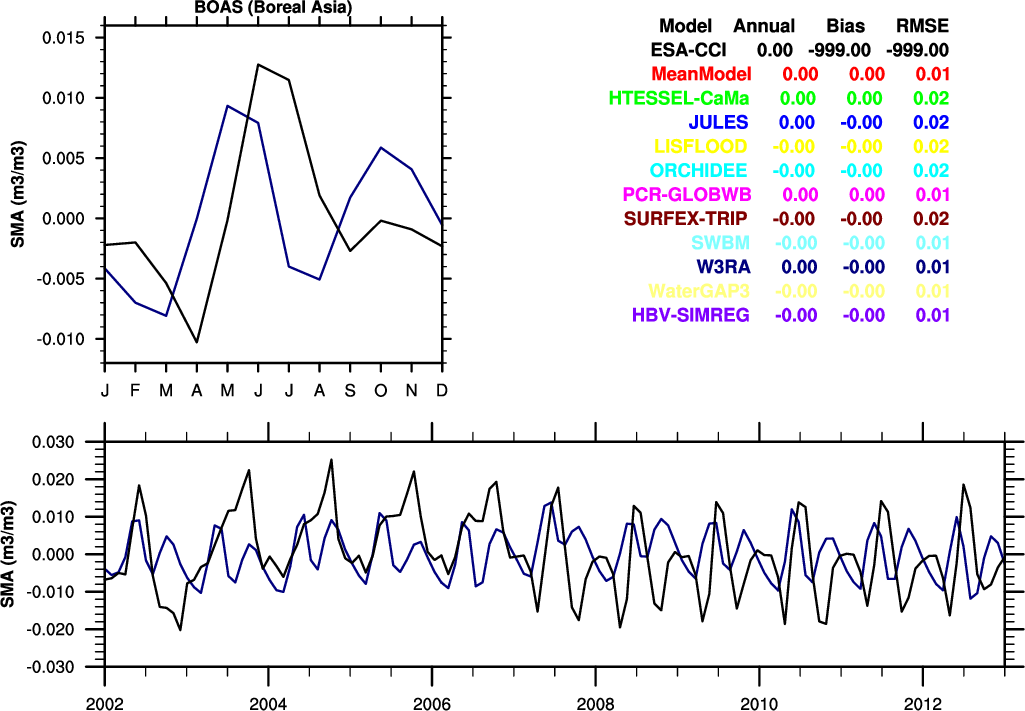 BOAS (Boreal Asia)
SMA (m3/m3)
0.015
0.010
0.005
0.000
-0.005
-0.010
J F M A M J J A S O N D
Model Annual Bias RMSE
ESA-CCI 0.00 -999.00 -999.00
MeanModel 0.00 0.00 0.01
HTESSEL-CaMa 0.00 0.00 0.02
JULES 0.00 -0.00 0.02
LISFLOOD -0.00 -0.00 0.02
ORCHIDEE -0.00 -0.00 0.02
PCR-GLOBWB 0.00 0.00 0.01
SURFEX-TRIP -0.00 -0.00 0.02
SWBM -0.00 -0.00 0.01
W3RA 0.00 -0.00 0.01
WaterGAP3 -0.00 -0.00 0.01
HBV-SIMREG -0.00 -0.00 0.01
SMA (m3/m3)
0.030
0.020
0.010
0.000
-0.010
-0.020
-0.030
2002 2004 2006 2008 2010 2012